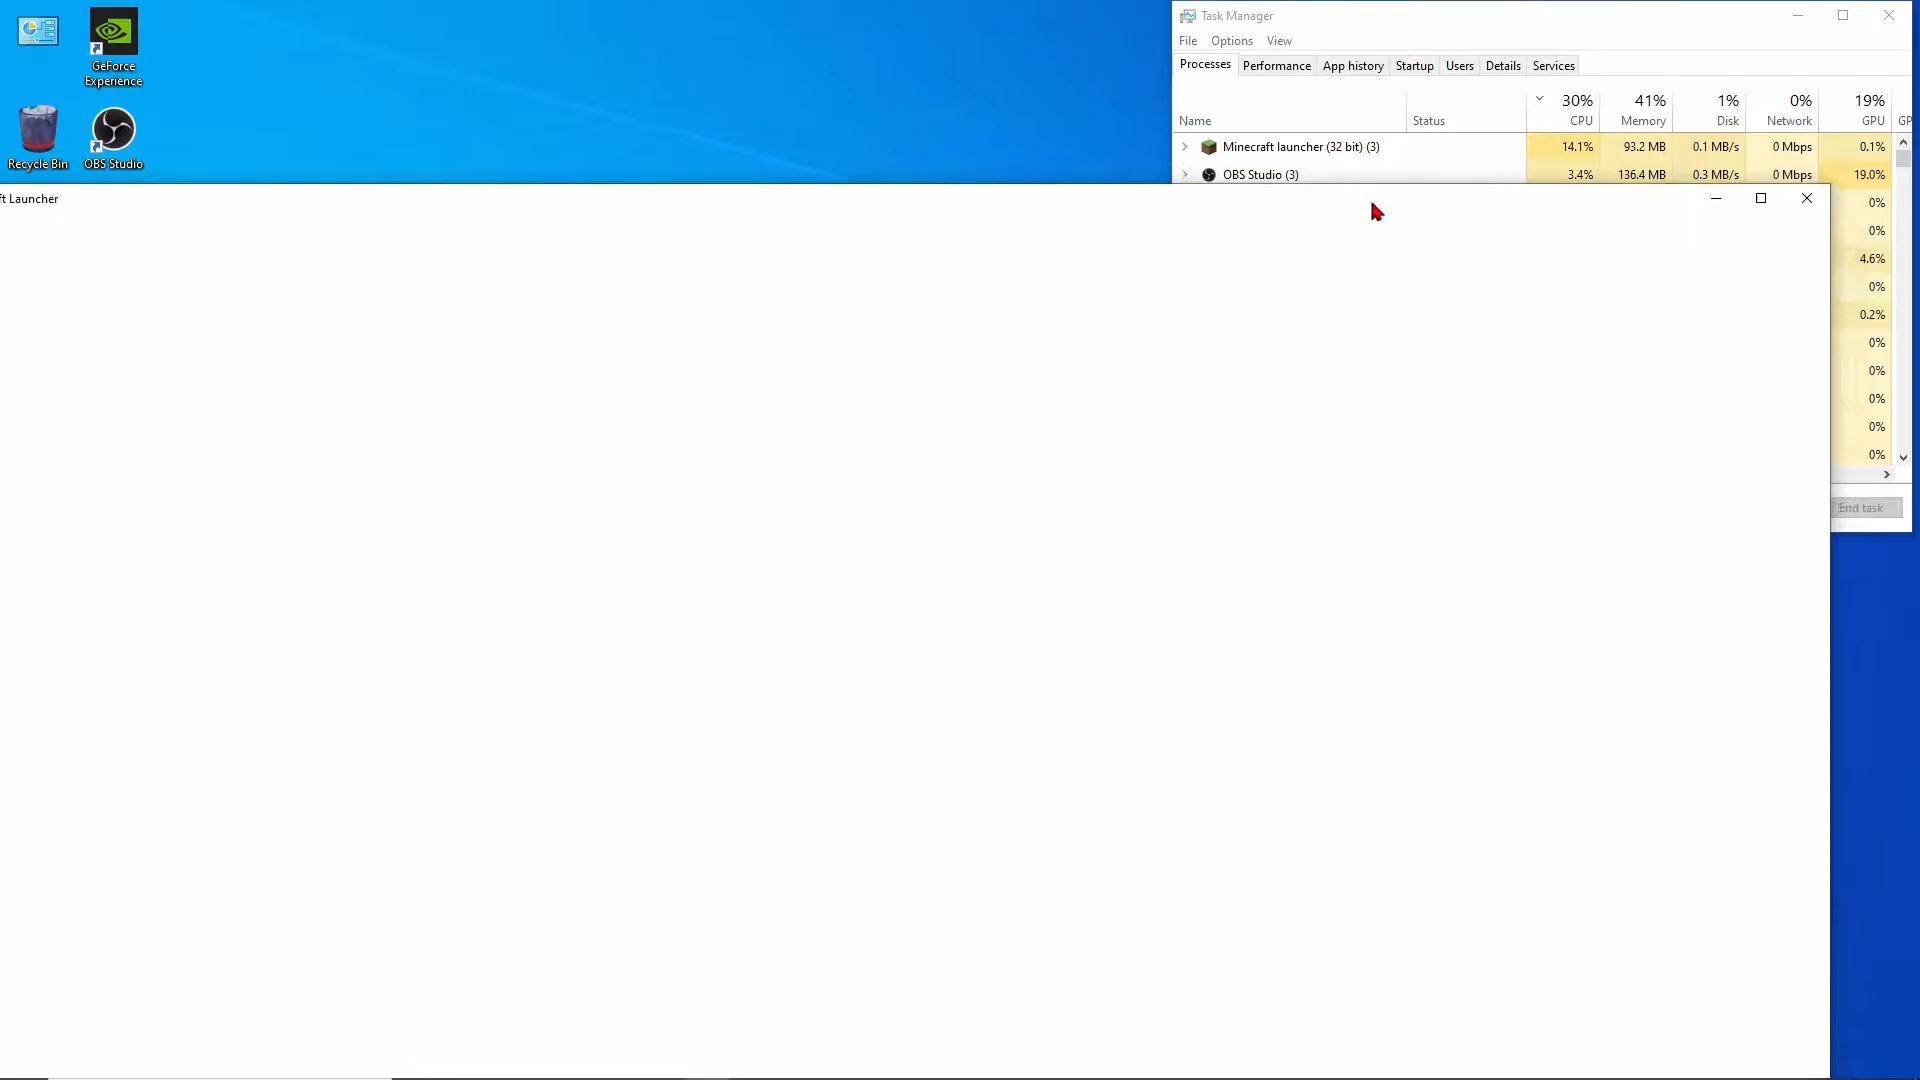 GeForce
Experience
Recycle Bin
OBS Studio
Task Manager
File Options View
Processes Performance App history Startup Users Details Services
30% 41% 1% 0% 19%
Name Status CPU Memory Disk Network GPU GP
Minecraft launcher (32 bit) (3) 14.1% 93.2 MB 0.1 MB/s 0 Mbps 0.1%
OBS Studio (3) 3.4% 136.4 MB 0.3 MB/s 0 Mbps 19.0%
ft Launcher
0%
0%
4.6%
0%
0.2%
0%
0%
0%
0%
0%
End task